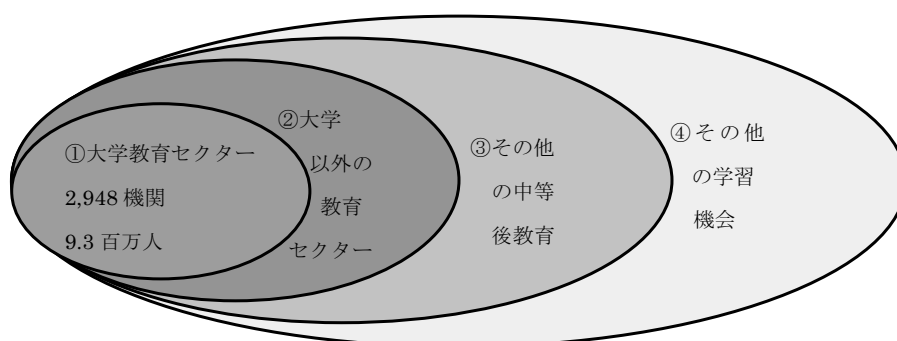 ①大学教育セクター
2,948 機関
9.3 百万人
②大学
以外の
教育
セクター
③その他
の中等
後教育
④その他
の学習
機会